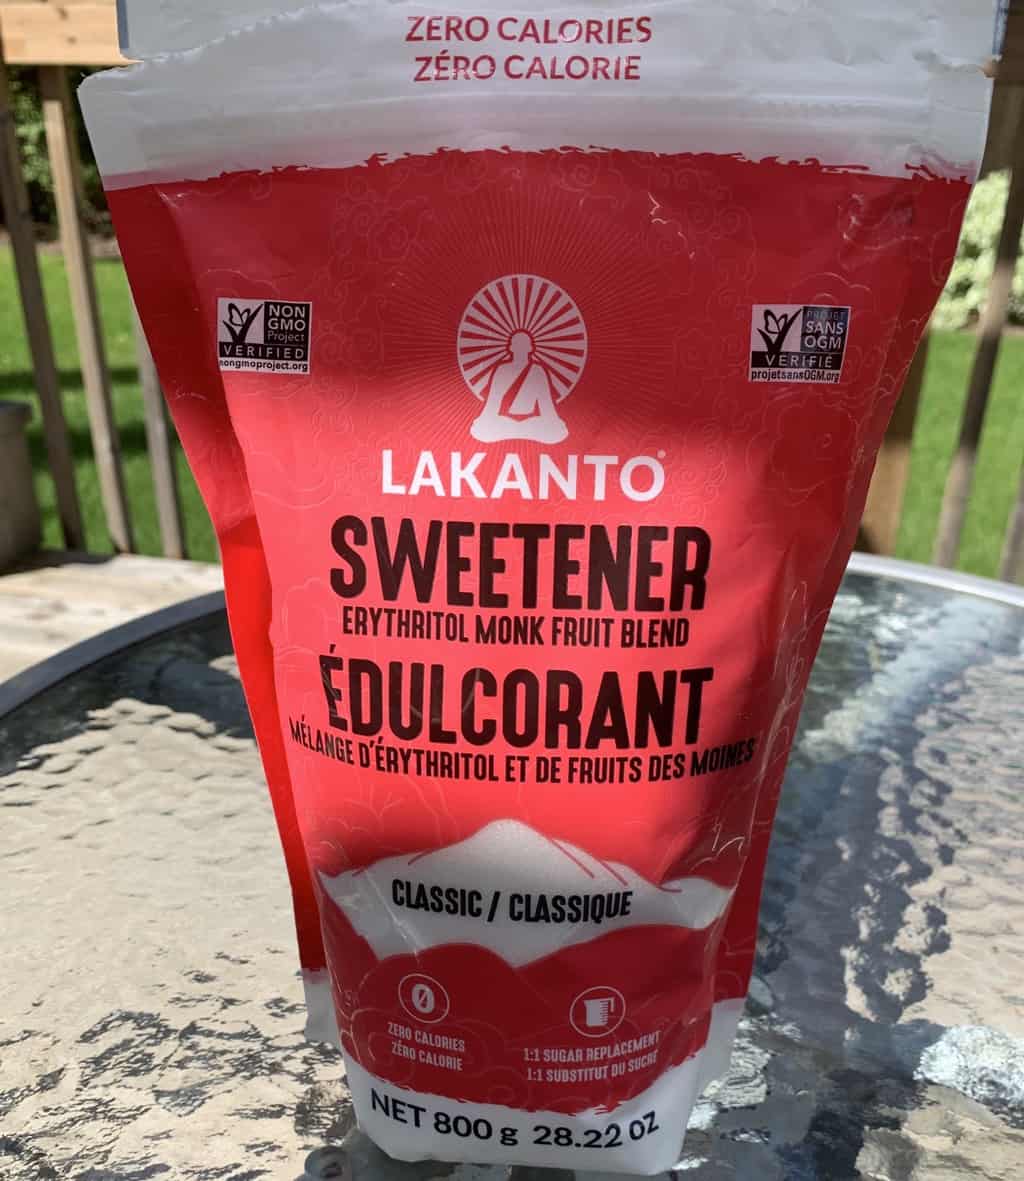 ZERO CALORIES
ZÉRO CALORIE
NON
GMO
Project
VERIFIED
nongmoproject.org
PROJET
SANS
OGM
VERIFIÉ
projetsansOGM.org
LAKANTO®
SWEETENER
ERYTHRITOL MONK FRUIT BLEND
ÉDULCORANT
MÉLANGE D'ÉRYTHRITOL ET DE FRUITS DES MOINES
CLASSIC / CLASSIQUE
0
ZERO CALORIES
ZÉRO CALORIE
1:1 SUGAR REPLACEMENT
1:1 SUBSTITUT DU SUCRE
NET 800 g 28.22 OZ